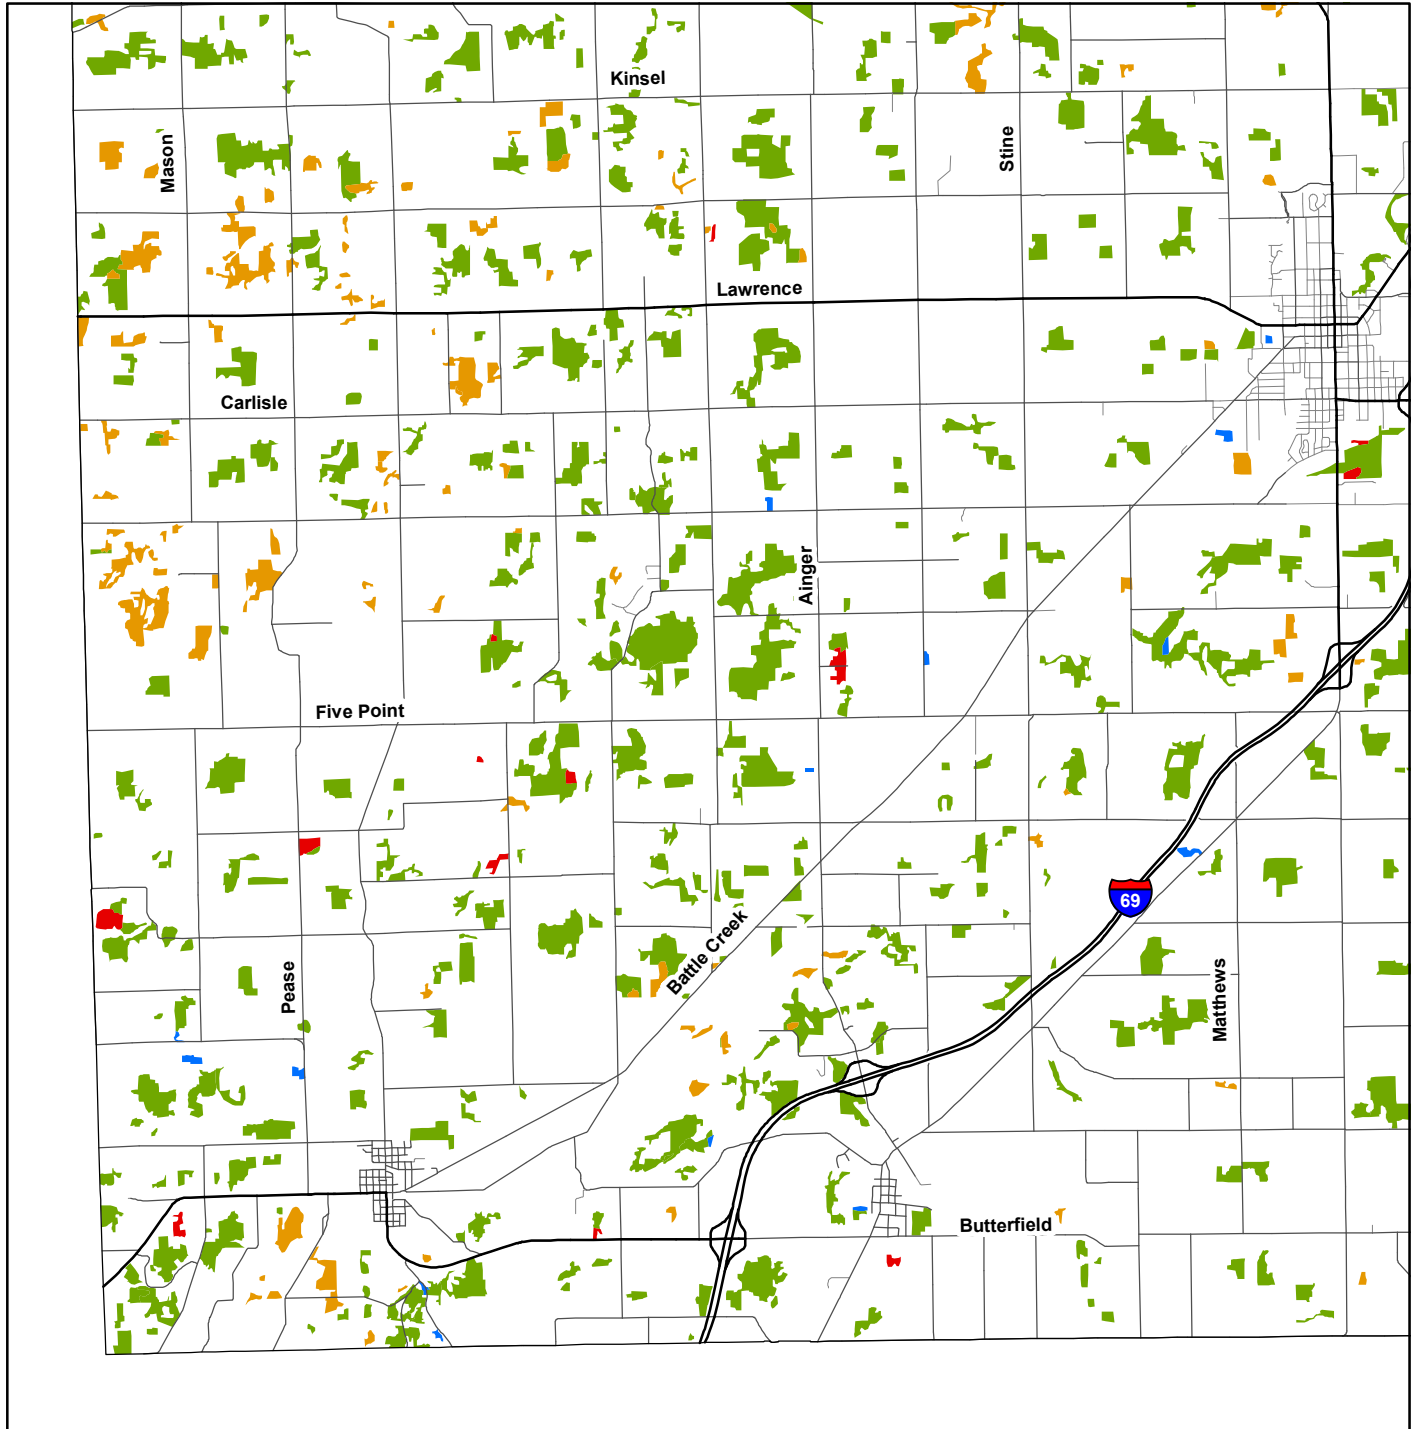 Kinsel
Mason
Stine
Lawrence
Carlisle
Ainger
Five Point
69
Battle Creek
Pease
Matthews
Butterfield